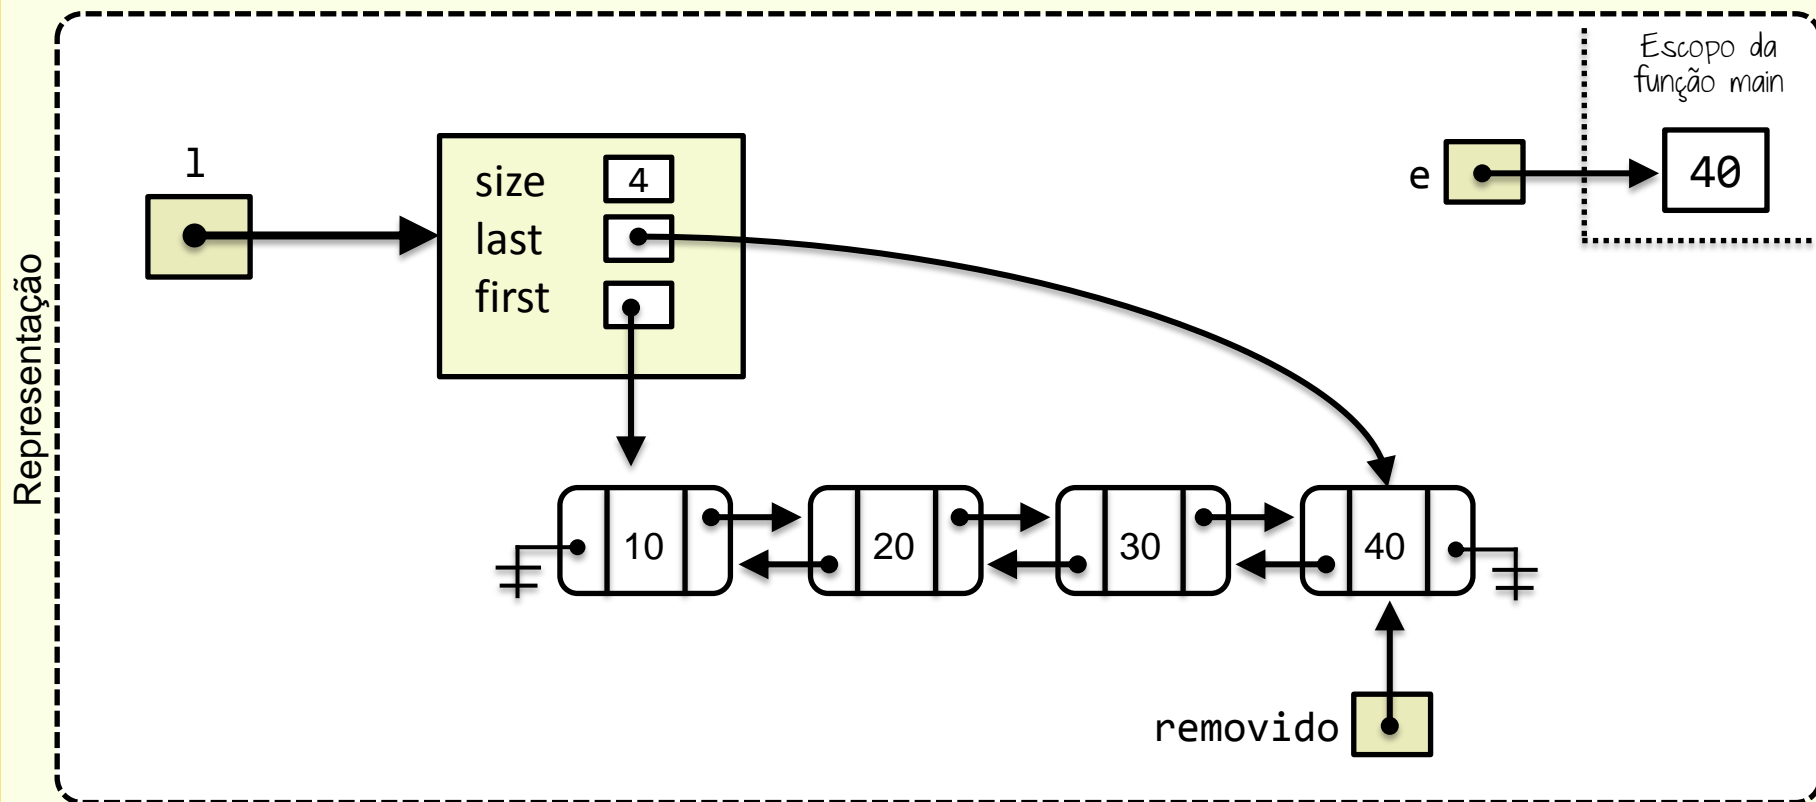 Representação
Escopo da
função main
l
size 4
last
first
e
40
10 20 30 40
removido